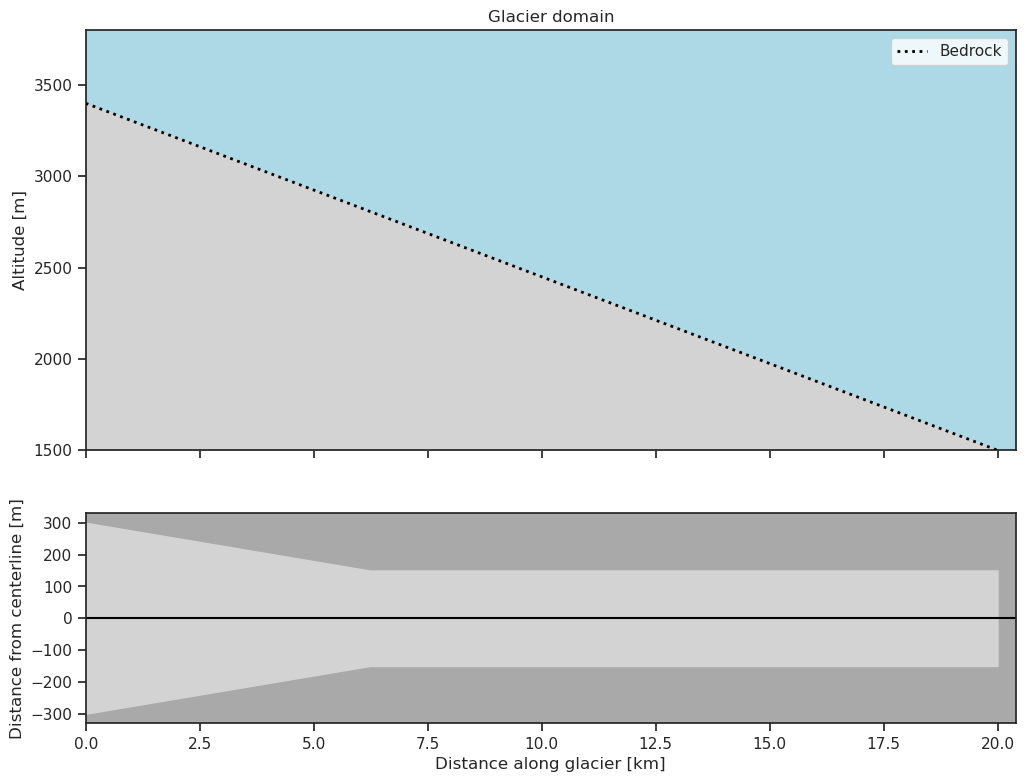 Glacier domain
Bedrock
Altitude [m]
3500
3000
2500
2000
1500
Distance from centerline [m]
300
200
100
0
−100
−200
−300
0.0 2.5 5.0 7.5 10.0 12.5 15.0 17.5 20.0
Distance along glacier [km]